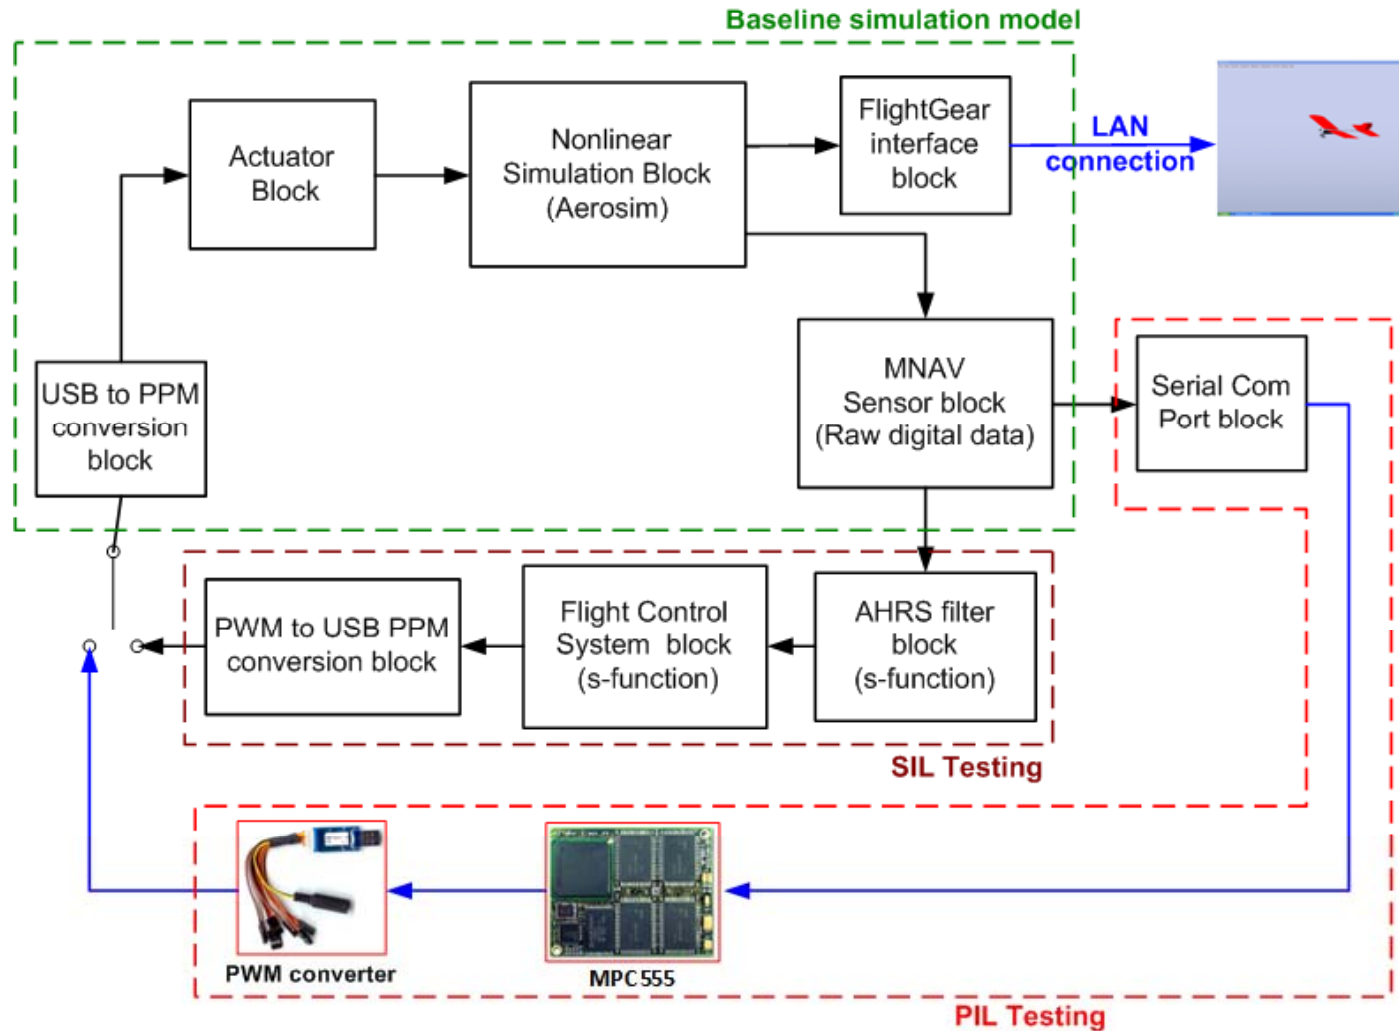 Baseline simulation model
Actuator
Block
Nonlinear
Simulation Block
(Aerosim)
FlightGear
interface
block
LAN
connection
USB to PPM
conversion
block
MNAV
Sensor block
(Raw digital data)
Serial Com
Port block
PWM to USB PPM
conversion block
Flight Control
System block
(s-function)
AHRS filter
block
(s-function)
SIL Testing
PWM converter
MPC555
PIL Testing